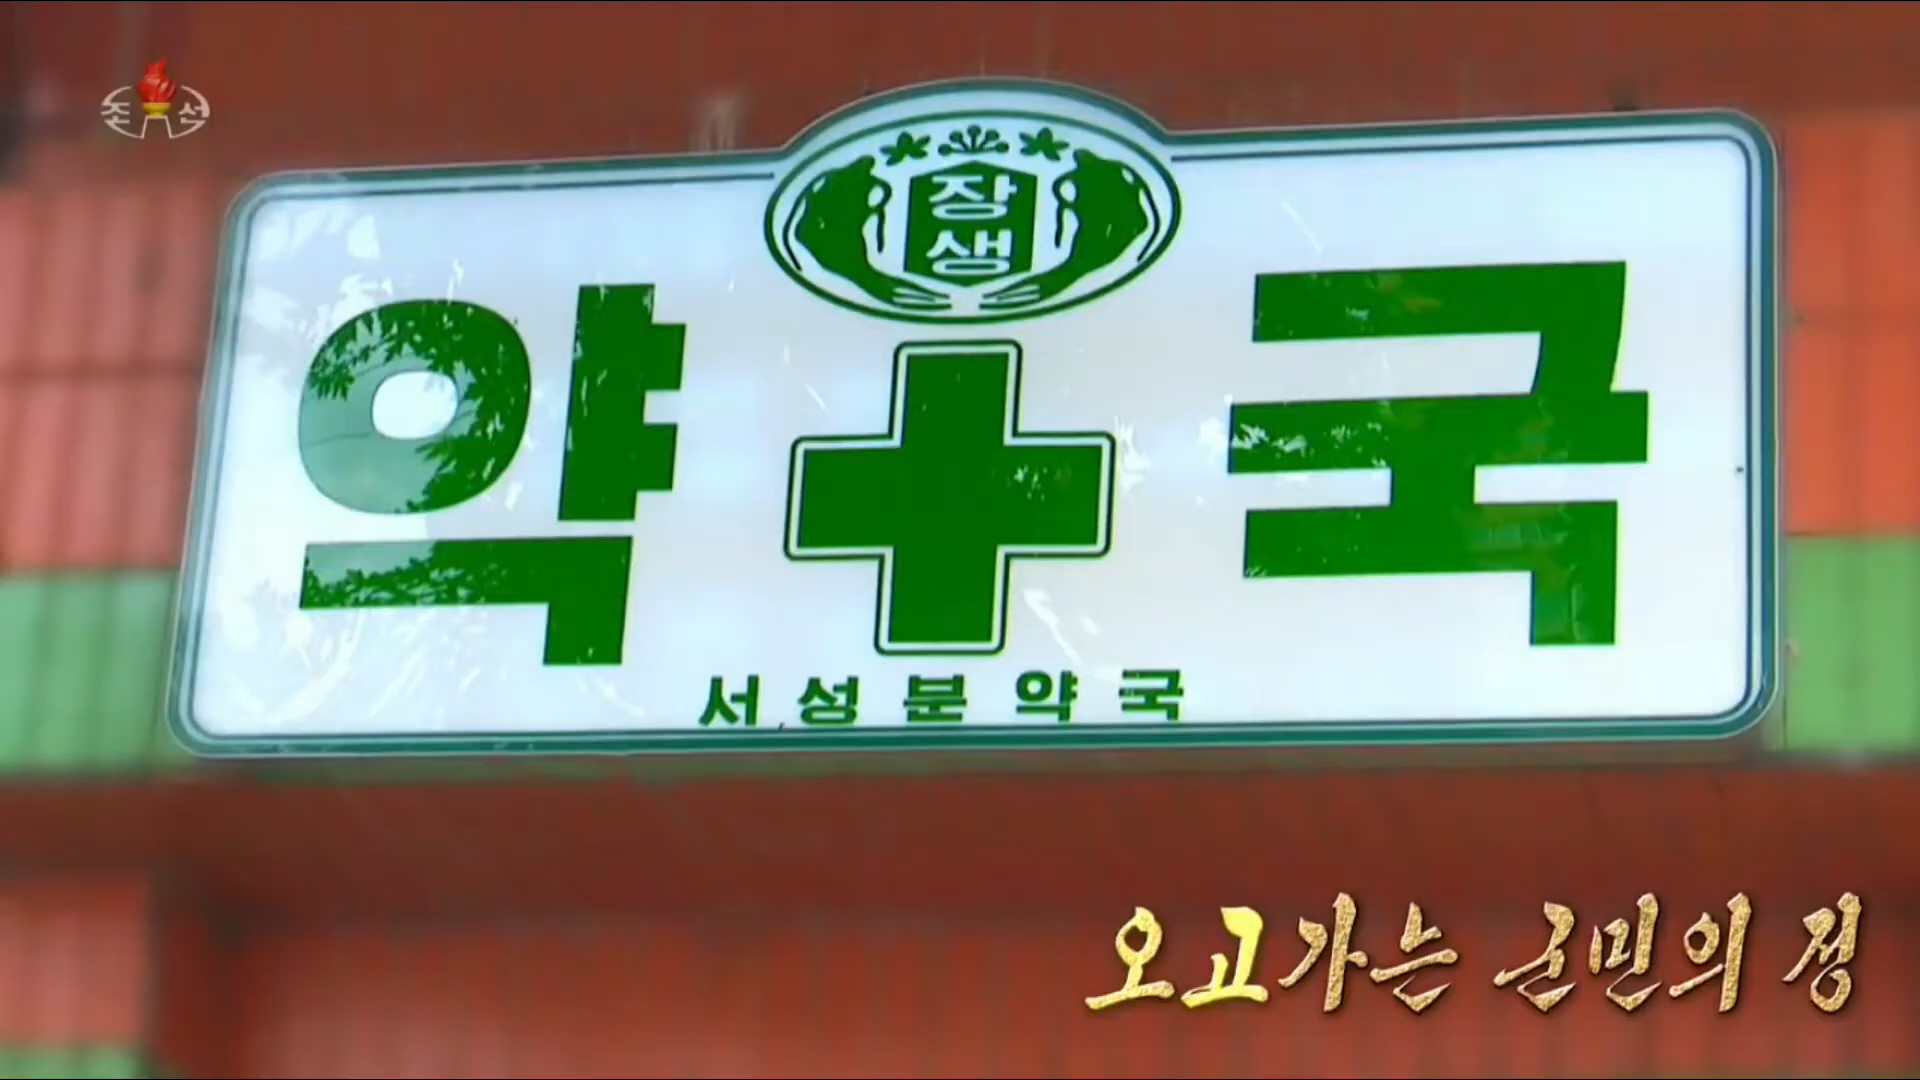 조선
장생
약국
서성분약국
오고가는 군민의 정